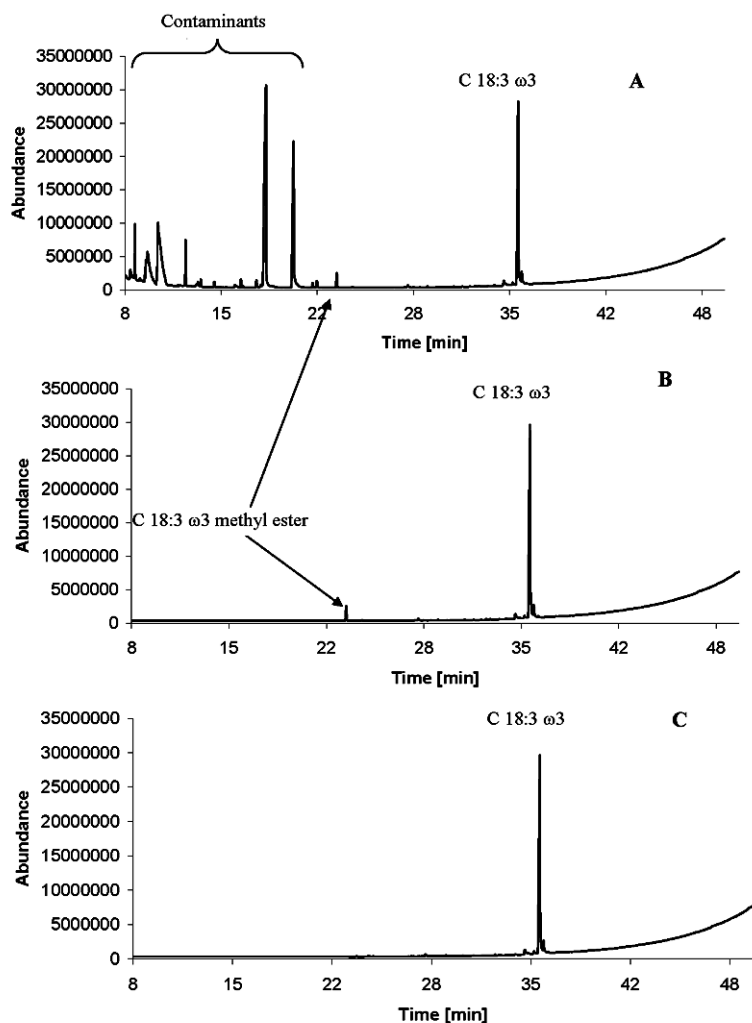 Contaminants
C 18:3 ω3
A
Abundance
35000000
30000000
25000000
20000000
15000000
10000000
5000000
0
8 15 22 28 35 42 48
Time [min]
B
C 18:3 ω3
Abundance
35000000
30000000
25000000
20000000
15000000
10000000
5000000
0
C 18:3 ω3 methyl ester
8 15 22 28 35 42 48
Time [min]
C 18:3 ω3
C
Abundance
35000000
30000000
25000000
20000000
15000000
10000000
5000000
0
8 15 22 28 35 42 48
Time [min]